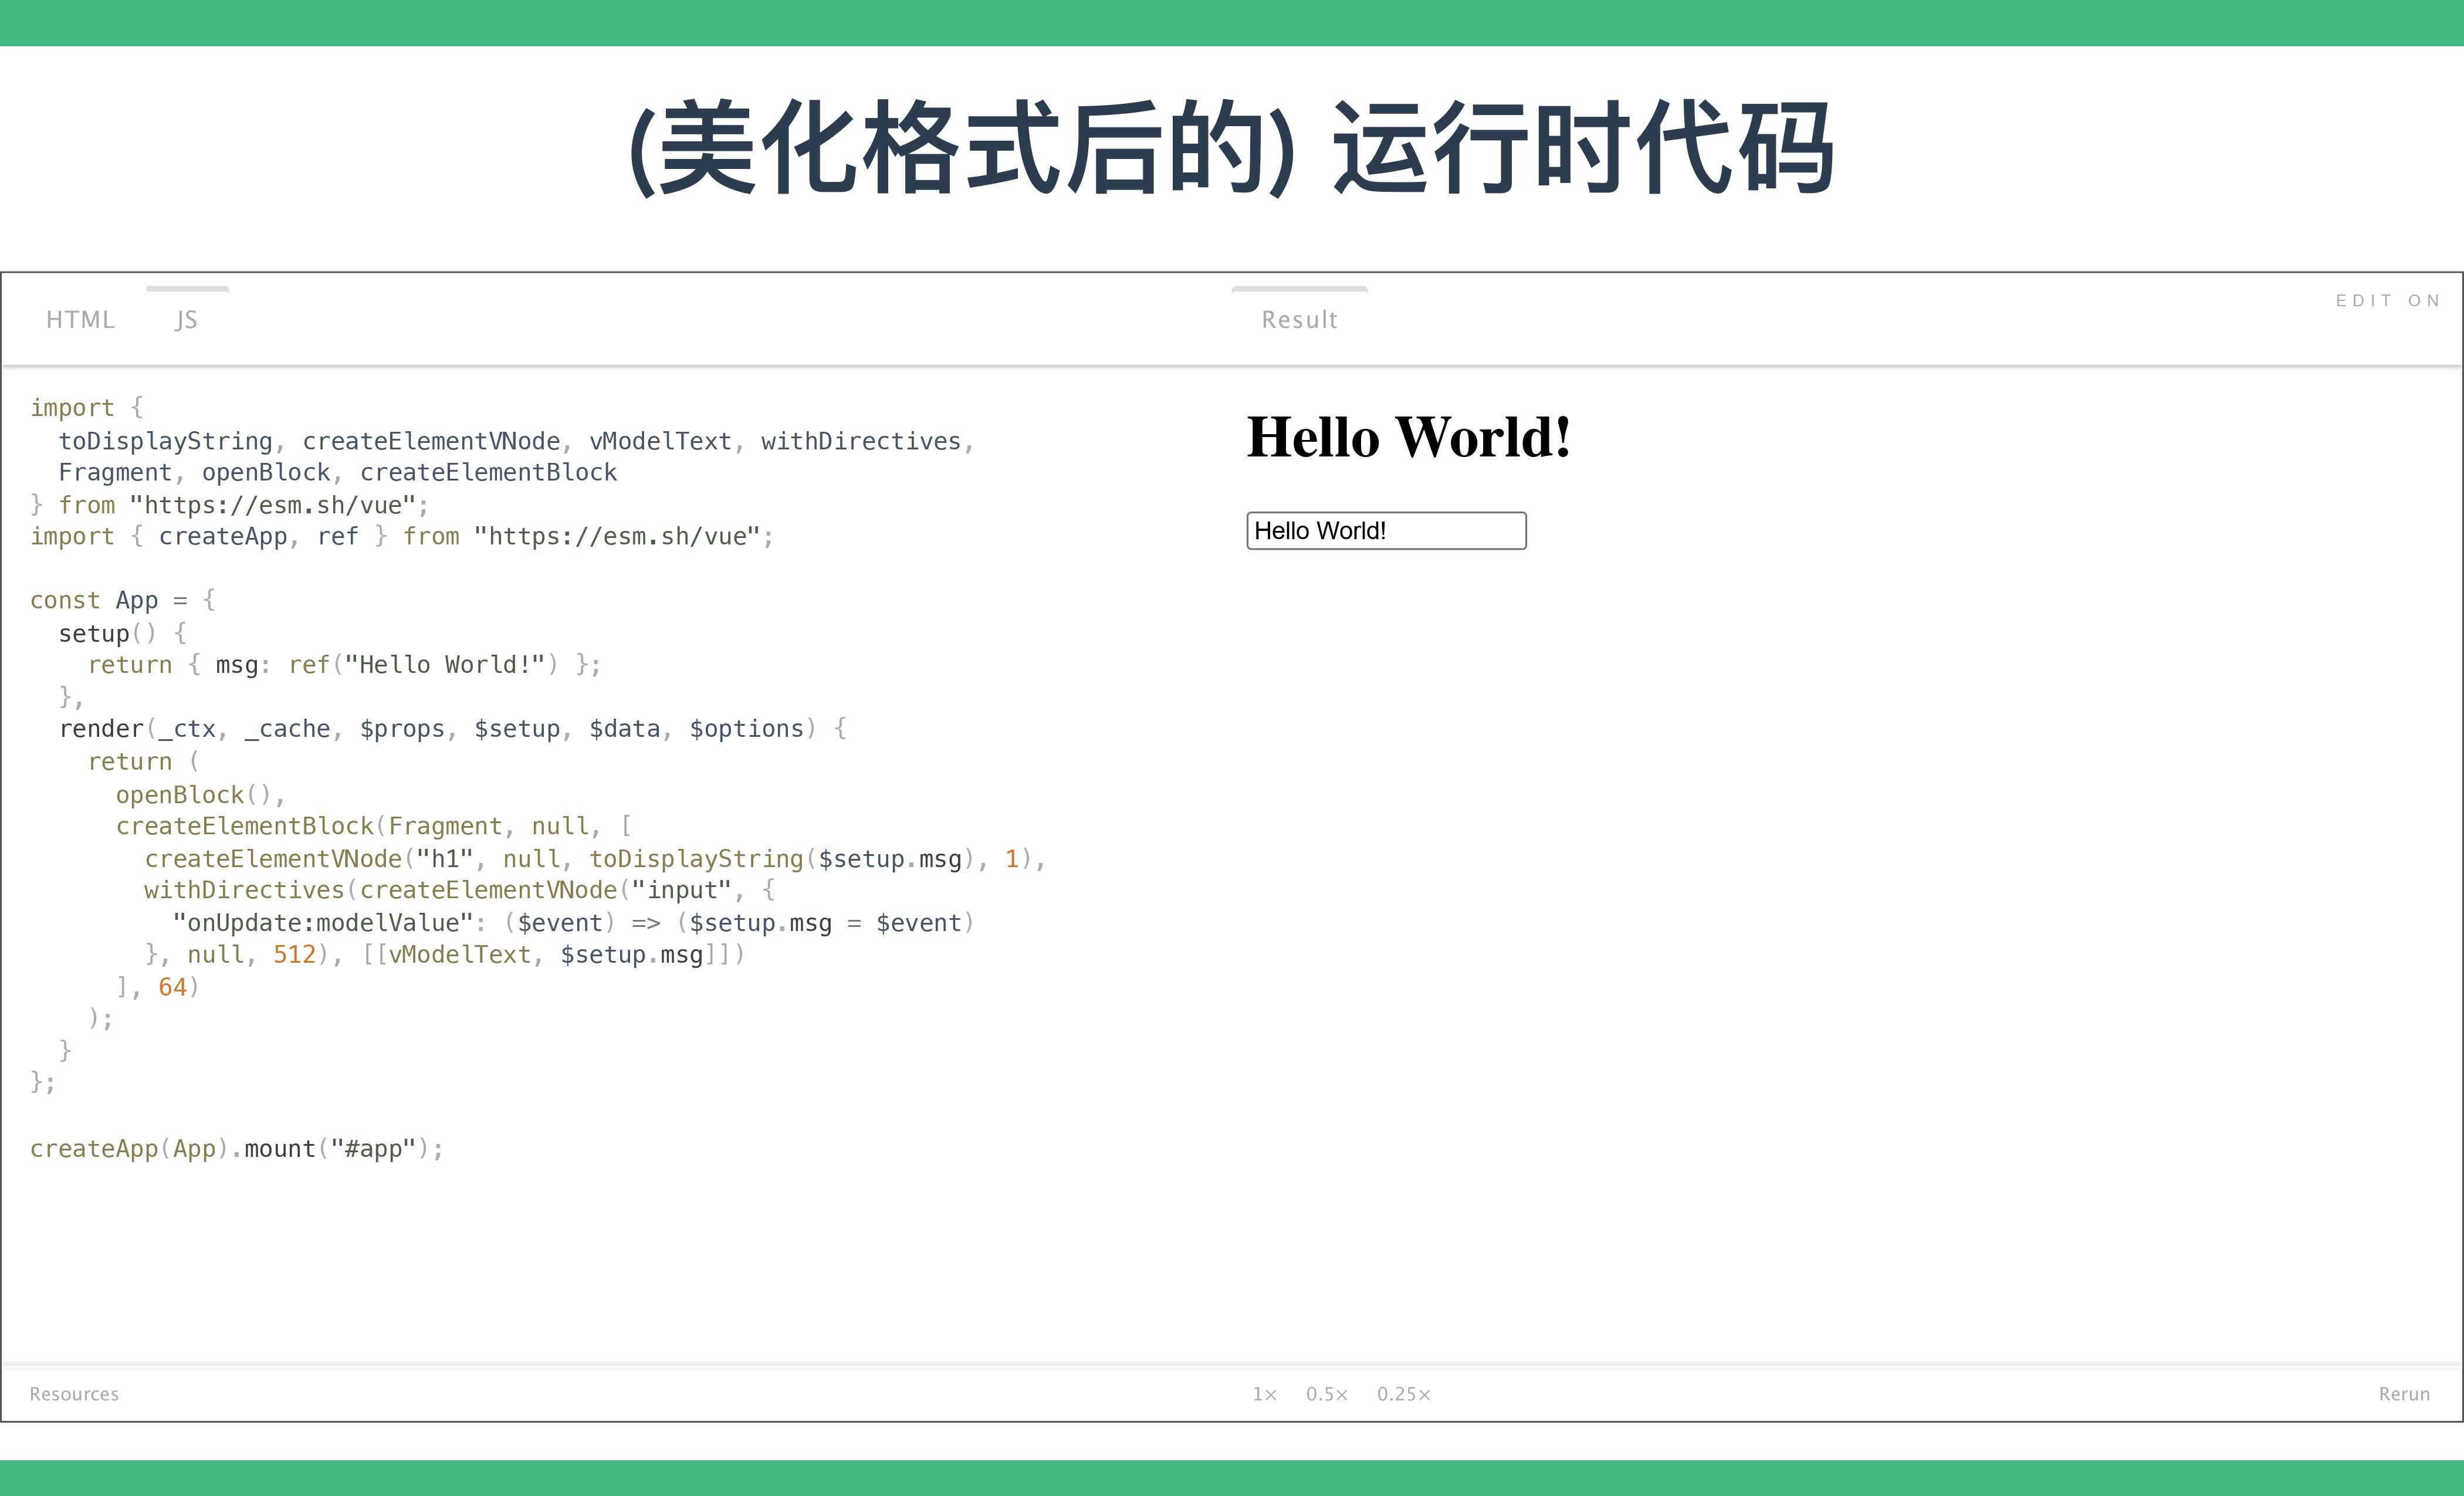 (美化格式后的) 运行时代码
HTML JS Result EDIT ON
import {
  toDisplayString, createElementVNode, vModelText, withDirectives,
  Fragment, openBlock, createElementBlock
} from "https://esm.sh/vue";
import { createApp, ref } from "https://esm.sh/vue";
const App = {
  setup() {
    return { msg: ref("Hello World!") };
  },
  render(_ctx, _cache, $props, $setup, $data, $options) {
    return (
      openBlock(),
      createElementBlock(Fragment, null, [
        createElementVNode("h1", null, toDisplayString($setup.msg), 1),
        withDirectives(createElementVNode("input", {
          "onUpdate:modelValue": ($event) => ($setup.msg = $event)
        }, null, 512), [[vModelText, $setup.msg]])
      ], 64)
    );
  }
};
createApp(App).mount("#app");
Hello World!
Hello World!
Resources 1× 0.5× 0.25× Rerun